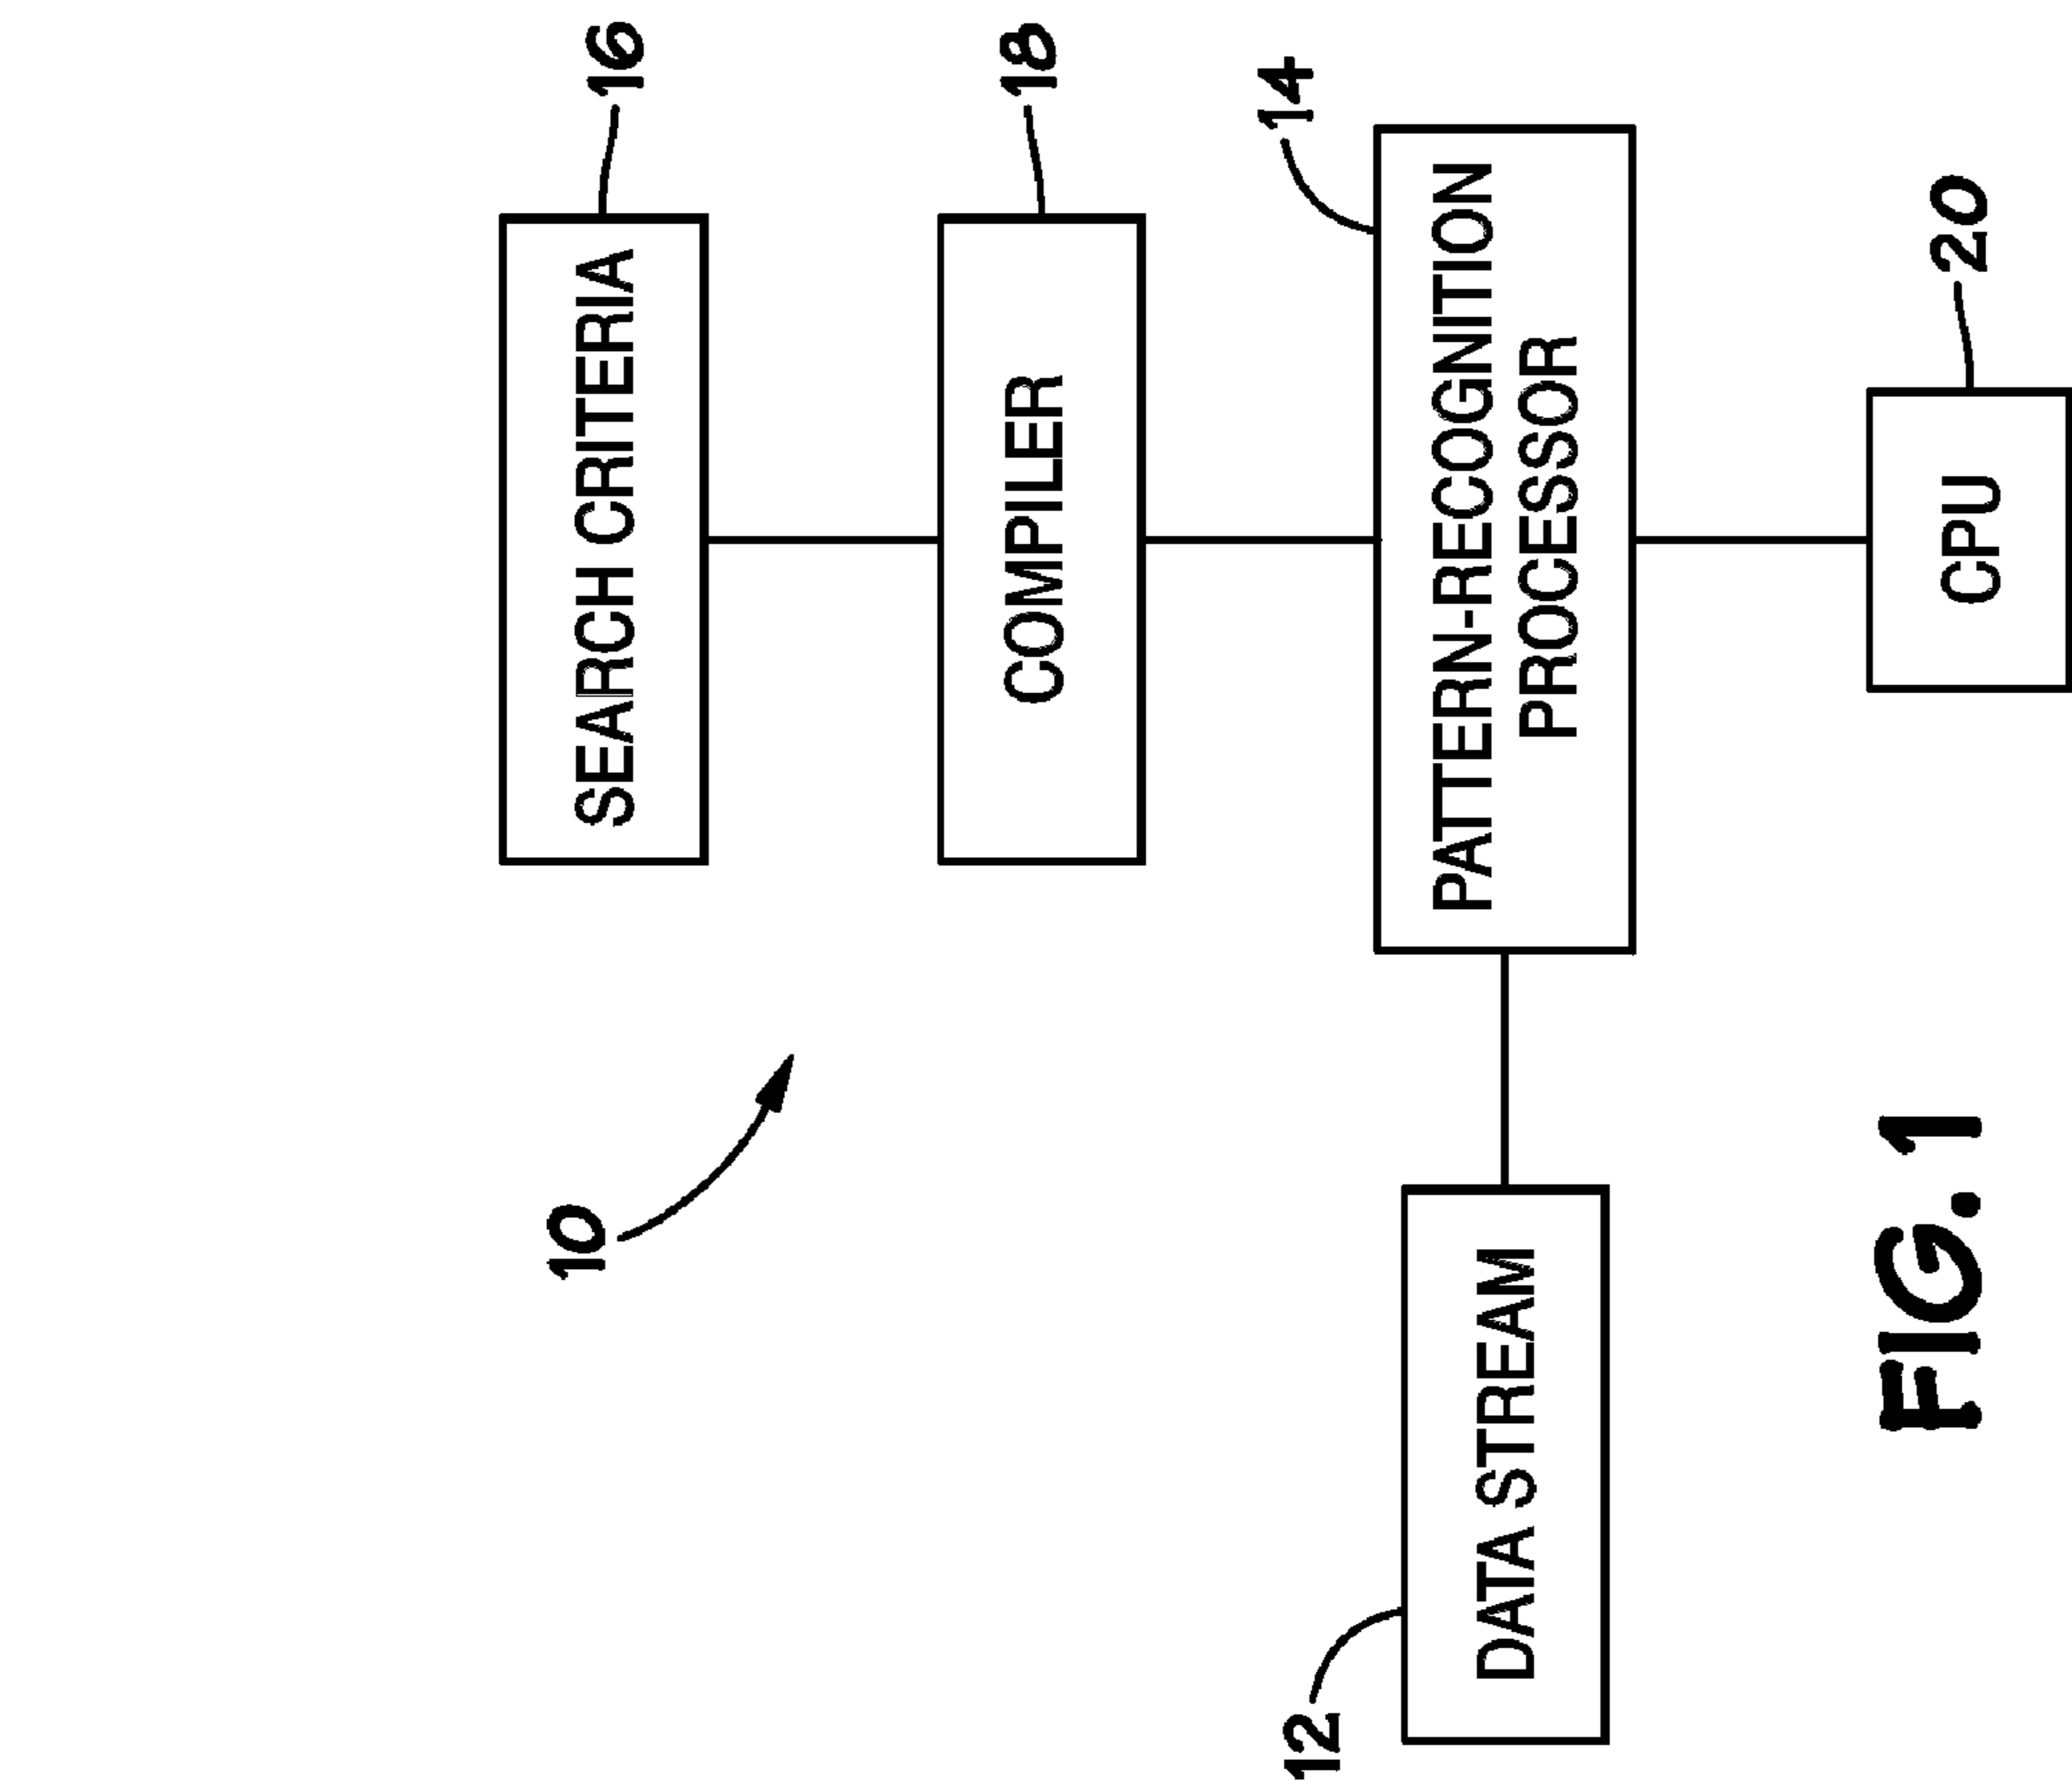 16
SEARCH CRITERIA
10
18
COMPILER
14
PATTERN-RECOGNITION
PROCESSOR
12
DATA STREAM
20
CPU
FIG. 1